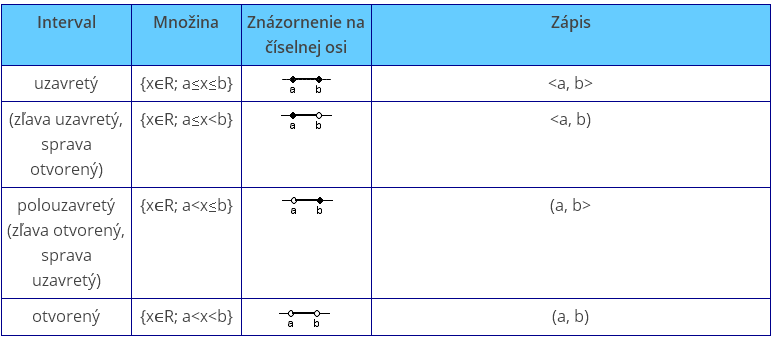 Interval Množina Znázornenie na číselnej osi Zápis
uzavretý {x∈R; a≤x≤b} a b <a, b>
(zľava uzavretý, {x∈R; a≤x<b} a b <a, b)
sprava
otvorený)
polouzavretý {x∈R; a<x≤b} a b (a, b>
(zľava otvorený,
sprava
uzavretý)
otvorený {x∈R; a<x<b} a b (a, b)